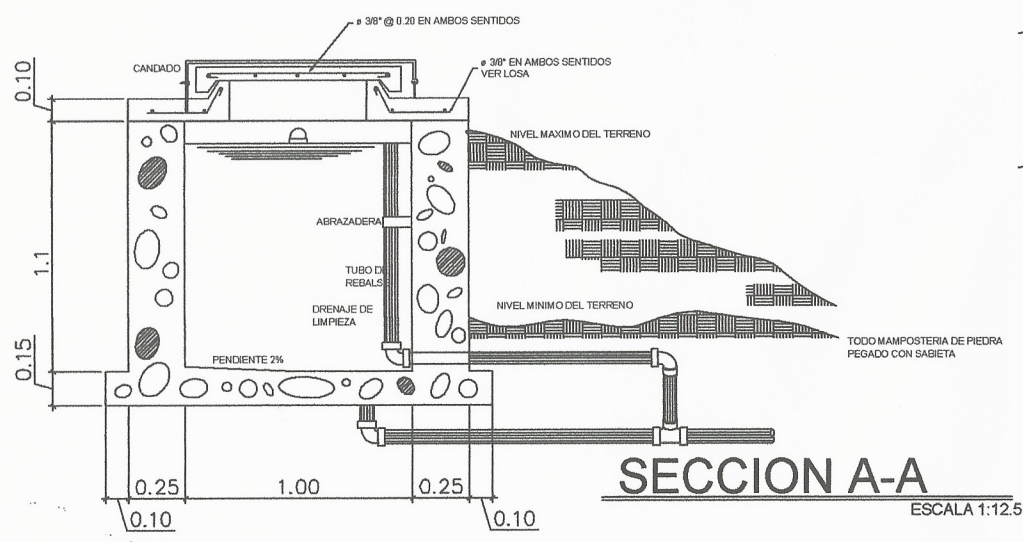 ø 3/8" @ 0.20 EN AMBOS SENTIDOS
CANDADO
ø 3/8" EN AMBOS SENTIDOS
VER LOSA
0.10
NIVEL MAXIMO DEL TERRENO
ABRAZADERA
1.1
TUBO DE
REBALSE
NIVEL MINIMO DEL TERRENO
DRENAJE DE
LIMPIEZA
TODO MAMPOSTERIA DE PIEDRA
PEGADO CON SABIETA
PENDIENTE 2%
0.15
0.25
1.00
0.25
0.10
0.10
SECCION A-A
ESCALA 1:12.5